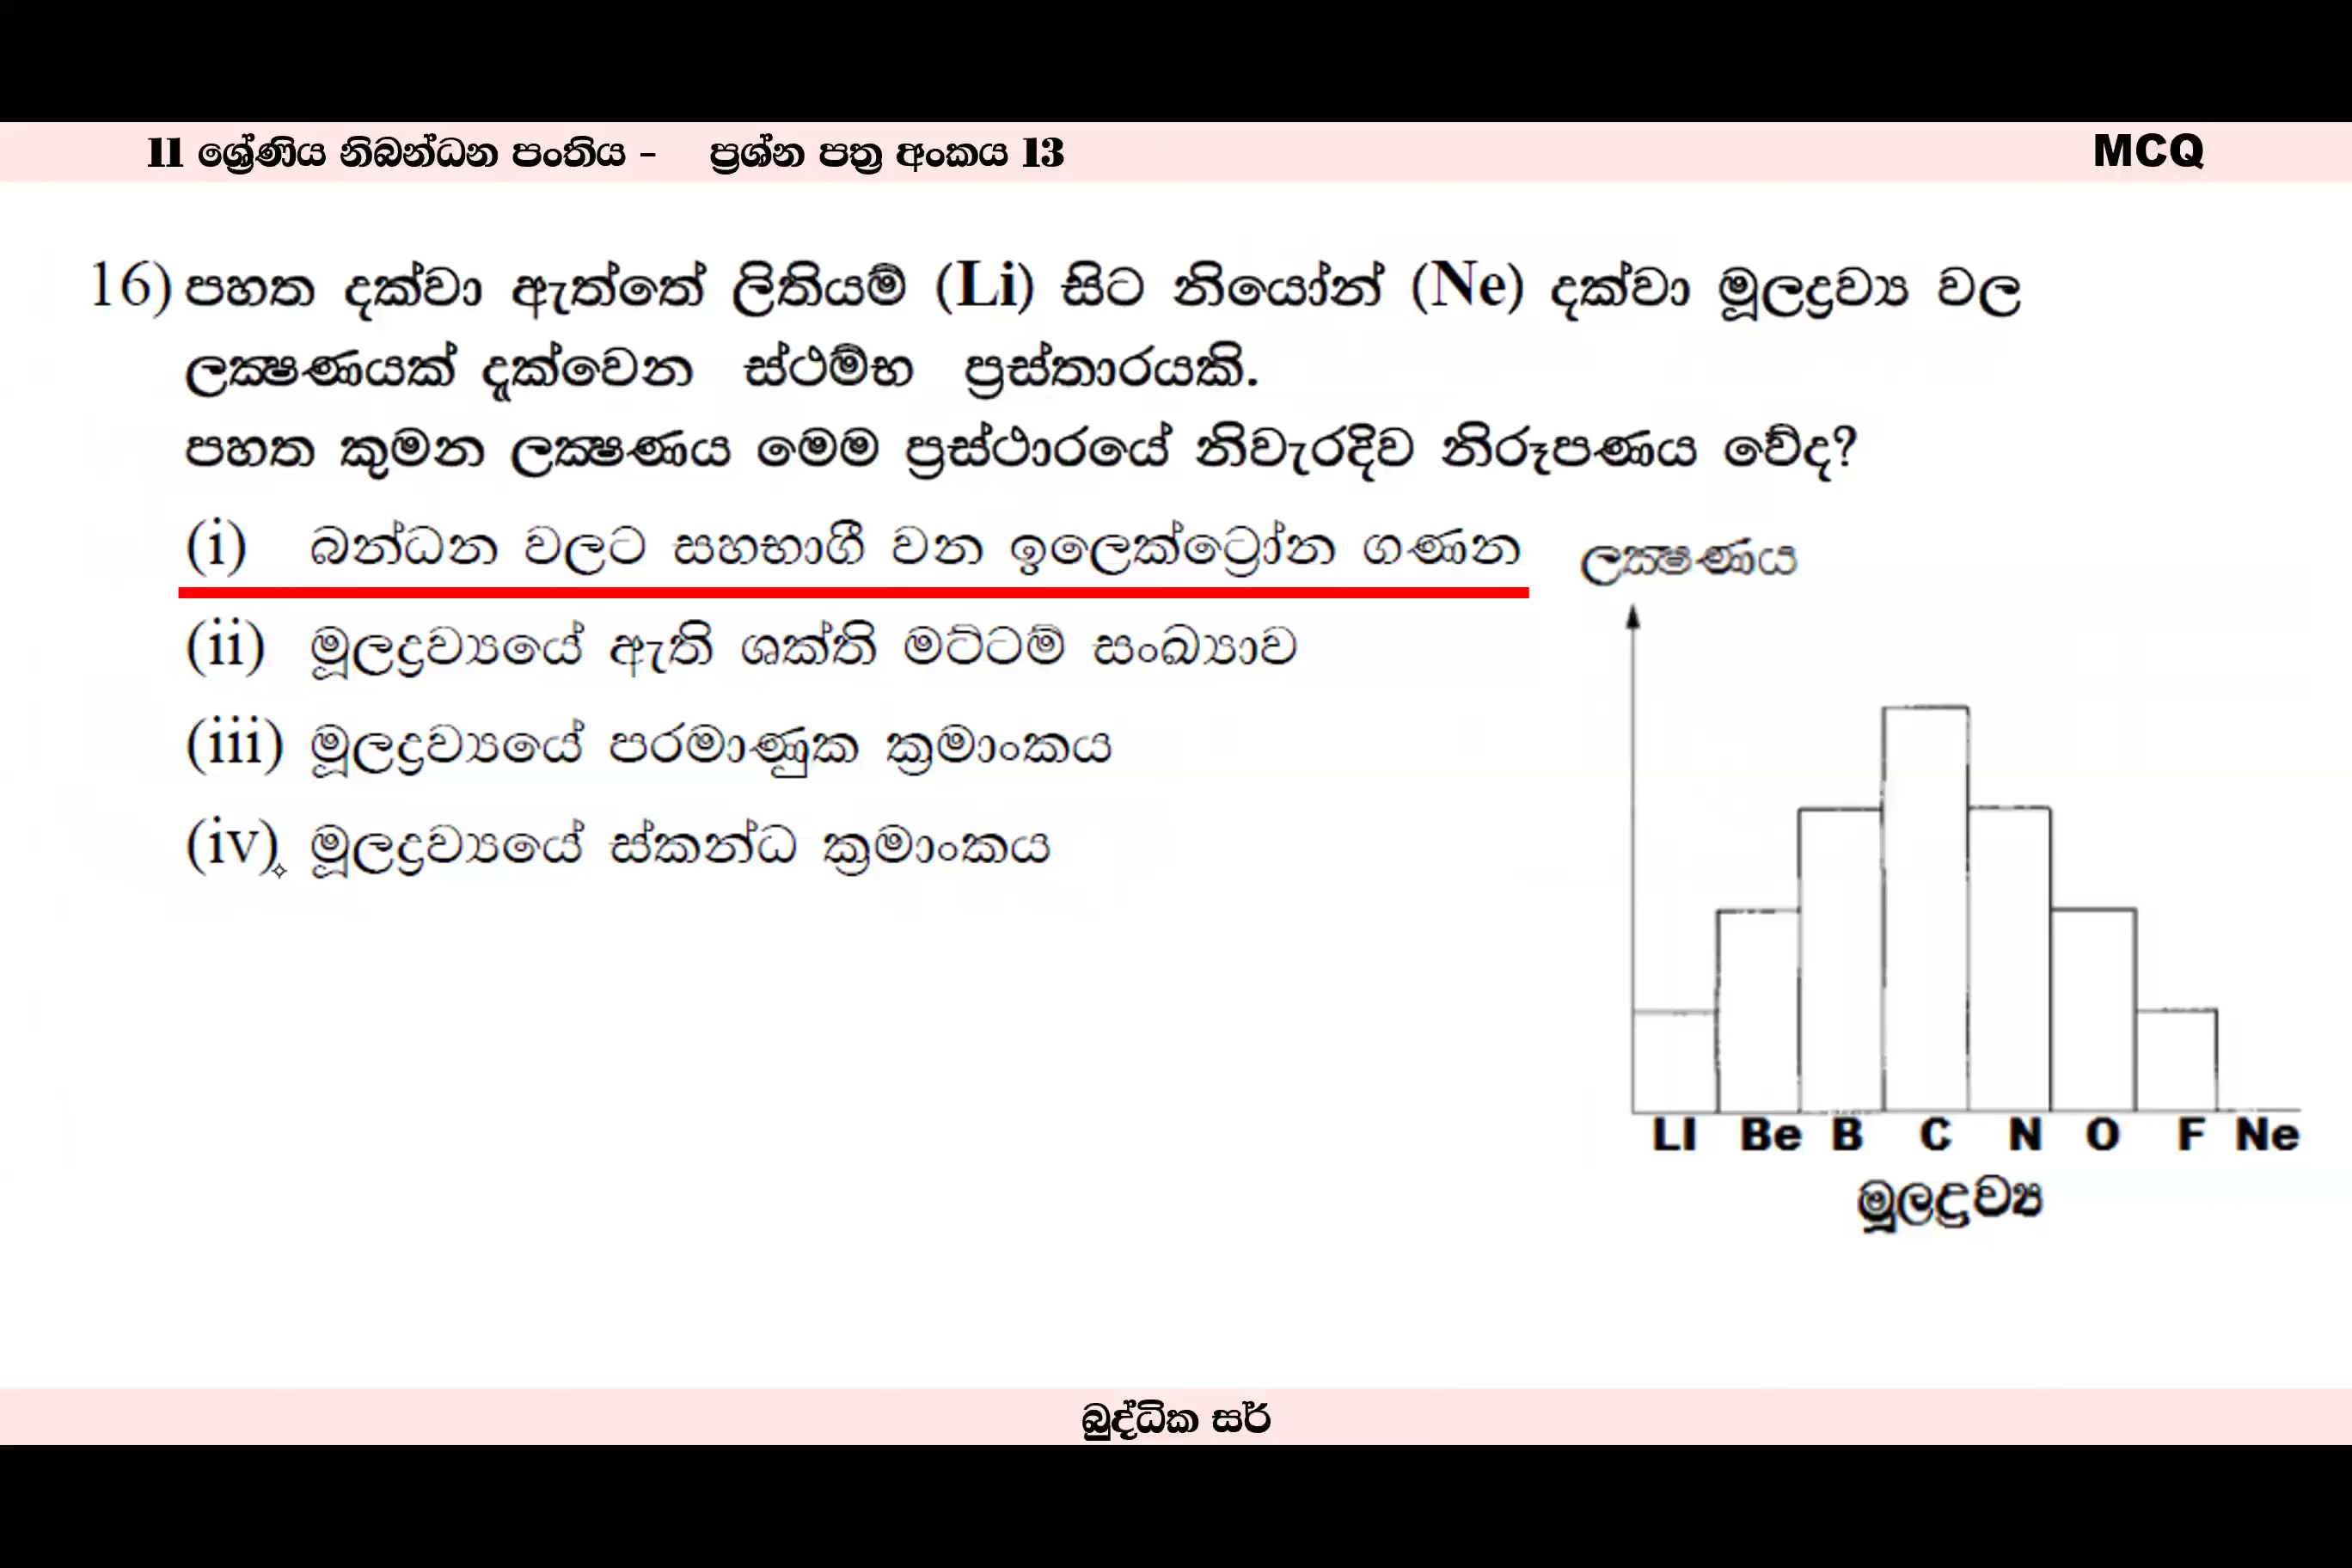 11 ශ්‍රේණිය නිබන්ධන පංතිය - ප්‍රශ්න පත්‍ර අංකය 13
MCQ
16) පහත දක්වා ඇත්තේ ලිතියම් (Li) සිට නියෝන් (Ne) දක්වා මූලද්‍රව්‍ය වල
ලක්‍ෂණයක් දැක්වෙන ස්ථම්භ ප්‍රස්තාරයකි.
පහත කුමන ලක්‍ෂණය මෙම ප්‍රස්ථාරයේ නිවැරදිව නිරූපණය වේද?
(i) බන්ධන වලට සහභාගී වන ඉලෙක්ට්‍රෝන ගණන
(ii) මූලද්‍රව්‍යයේ ඇති ශක්ති මට්ටම් සංඛ්‍යාව
(iii) මූලද්‍රව්‍යයේ පරමාණුක ක්‍රමාංකය
(iv) මූලද්‍රව්‍යයේ ස්කන්ධ ක්‍රමාංකය
ලක්‍ෂණය
LI Be B C N O F Ne
මූලද්‍රව්‍ය
බුද්ධික සර්